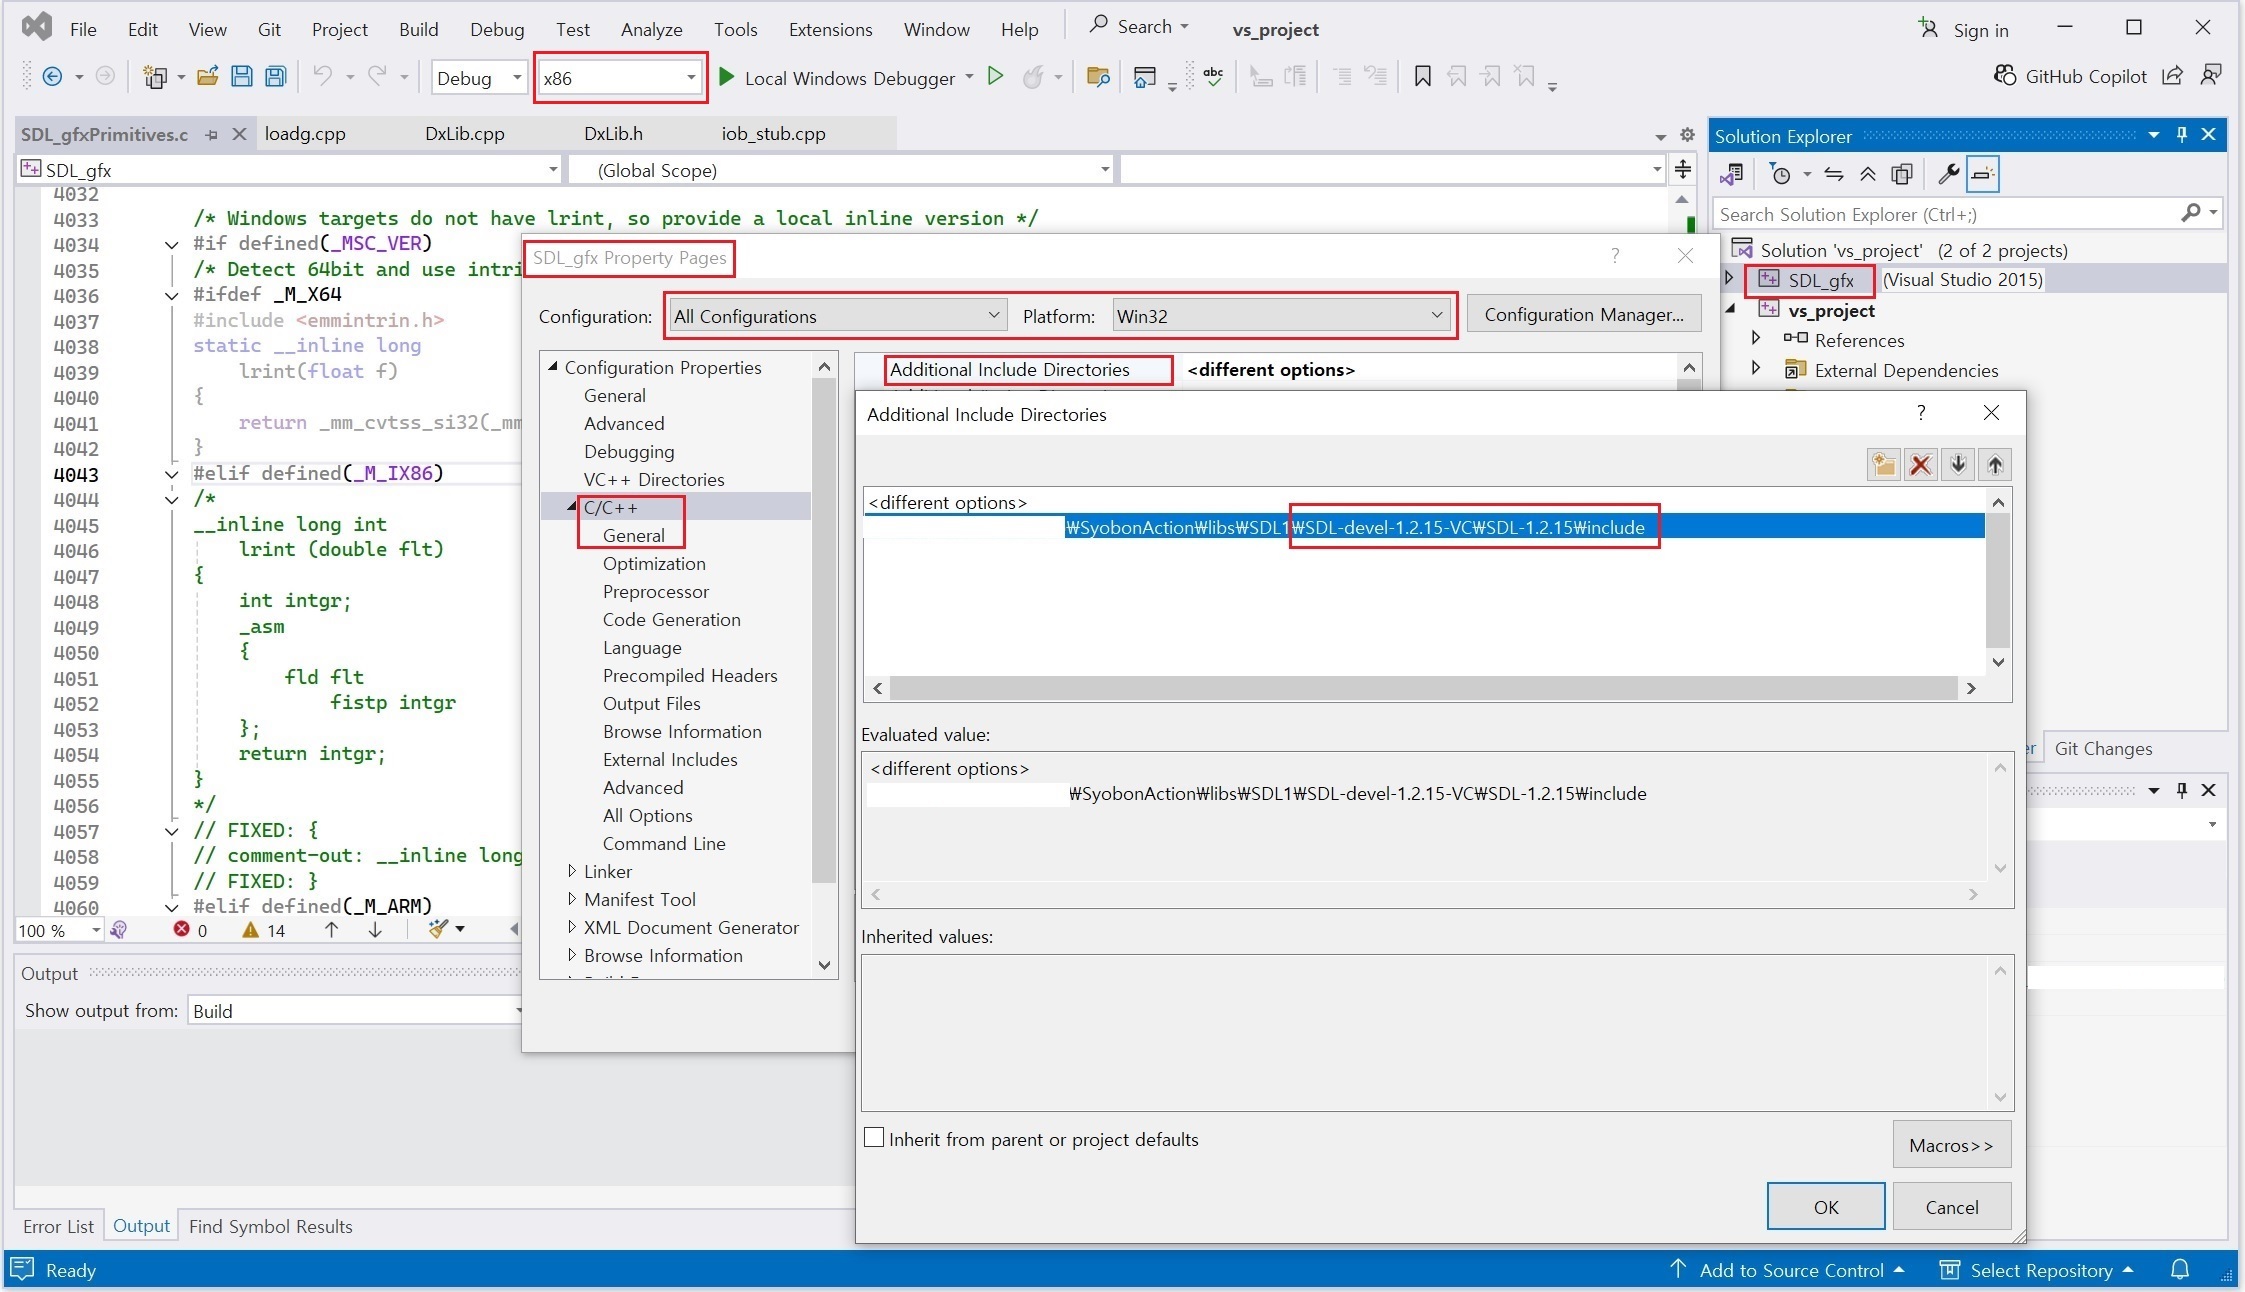 File Edit View Git Project Build Debug Test Analyze Tools Extensions Window Help Search vs_project Sign in
Debug x86 Local Windows Debugger abc GitHub Copilot
SDL_gfxPrimitives.c loadg.cpp DxLib.cpp DxLib.h iob_stub.cpp
SDL_gfx (Global Scope)
4032
4033 /* Windows targets do not have lrint, so provide a local inline version */
4034 #if defined(_MSC_VER)
4035 /* Detect 64bit and use intri
4036 #ifdef _M_X64
4037 #include <emmintrin.h>
4038 static __inline long
4039 lrint(float f)
4040 {
4041 return _mm_cvtss_si32(_mm
4042 }
4043 #elif defined(_M_IX86)
4044 /*
4045 __inline long int
4046 lrint (double flt)
4047 {
4048 int intgr;
4049 _asm
4050 {
4051 fld flt
4052 fistp intgr
4053 };
4054 return intgr;
4055 }
4056 */
4057 // FIXED: {
4058 // comment-out: __inline long
4059 // FIXED: }
4060 #elif defined(_M_ARM)
100 % 0 14
Output
Show output from: Build
Error List Output Find Symbol Results
Ready Add to Source Control Select Repository
SDL_gfx Property Pages ?
Configuration: All Configurations Platform: Win32 Configuration Manager...
Configuration Properties
General
Advanced
Debugging
VC++ Directories
C/C++
General
Optimization
Preprocessor
Code Generation
Language
Precompiled Headers
Output Files
Browse Information
External Includes
Advanced
All Options
Command Line
Linker
Manifest Tool
XML Document Generator
Browse Information
Additional Include Directories <different options>
Additional Include Directories ?
<different options>
₩SyobonAction₩libs₩SDL1₩SDL-devel-1.2.15-VC₩SDL-1.2.15₩include
Evaluated value:
<different options>
₩SyobonAction₩libs₩SDL1₩SDL-devel-1.2.15-VC₩SDL-1.2.15₩include
Inherited values:
Inherit from parent or project defaults
Macros>>
OK Cancel
Solution Explorer
Search Solution Explorer (Ctrl+;)
Solution 'vs_project' (2 of 2 projects)
SDL_gfx (Visual Studio 2015)
vs_project
References
External Dependencies
er Git Changes